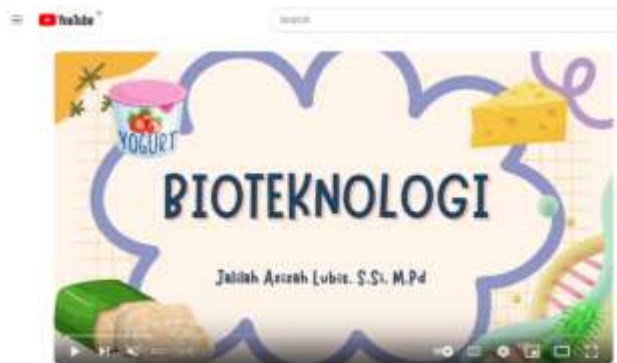 YouTube
Search
YOGURT
BIOTEKNOLOGI
Jalilah Azizah Lubis, S.Si, M.Pd